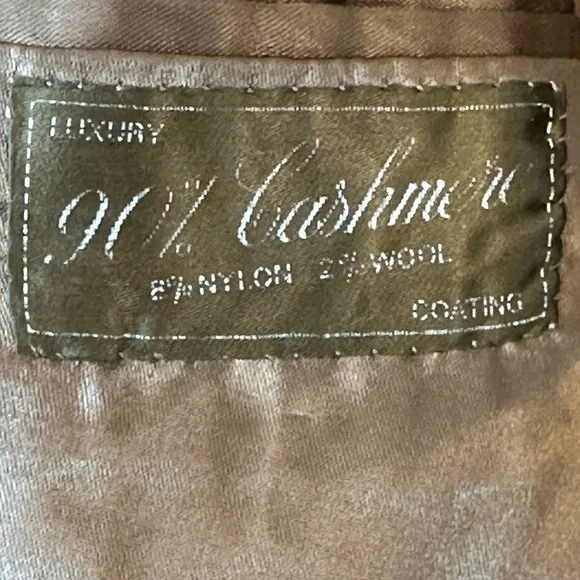 LUXURY
90% Cashmere
8% NYLON 2% WOOL
COATING